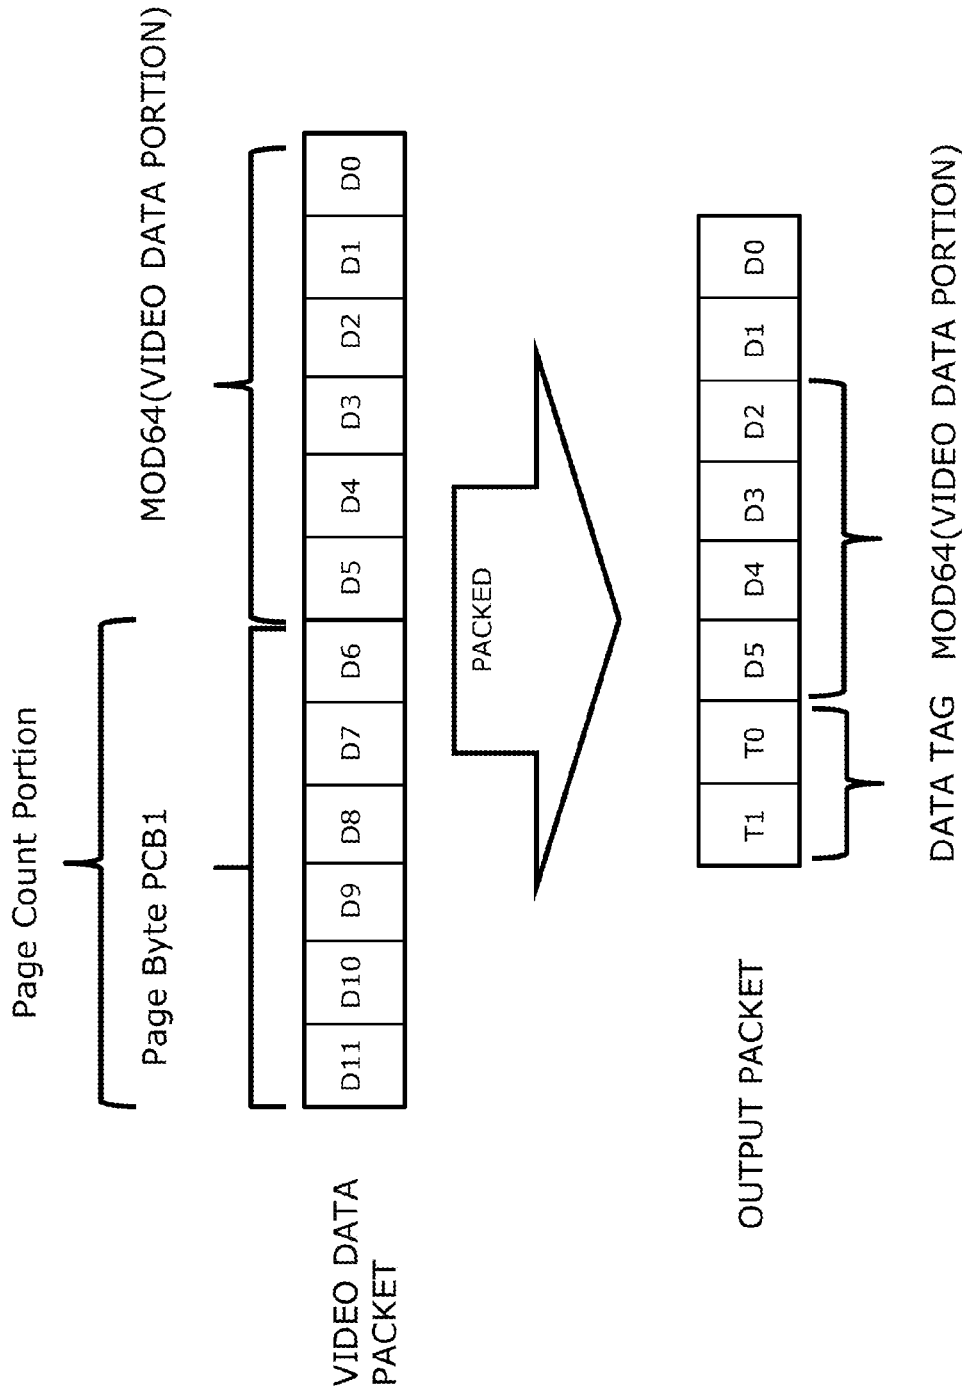 Page Count Portion
Page Byte PCB1
MOD64(VIDEO DATA PORTION)
VIDEO DATA
PACKET
D11 D10 D9 D8 D7 D6 D5 D4 D3 D2 D1 D0
PACKED
OUTPUT PACKET
T1 T0 D5 D4 D3 D2 D1 D0
DATA TAG
MOD64(VIDEO DATA PORTION)